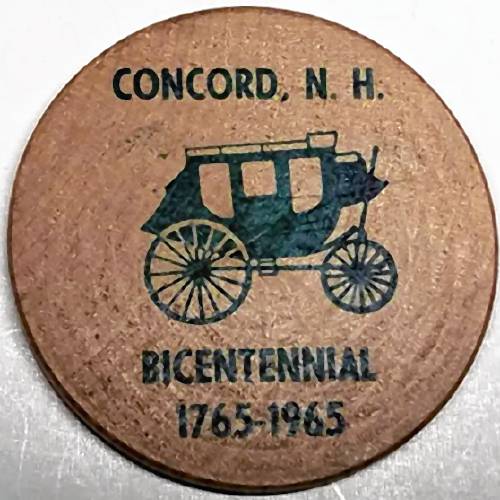 CONCORD, N. H.
BICENTENNIAL
1765-1965